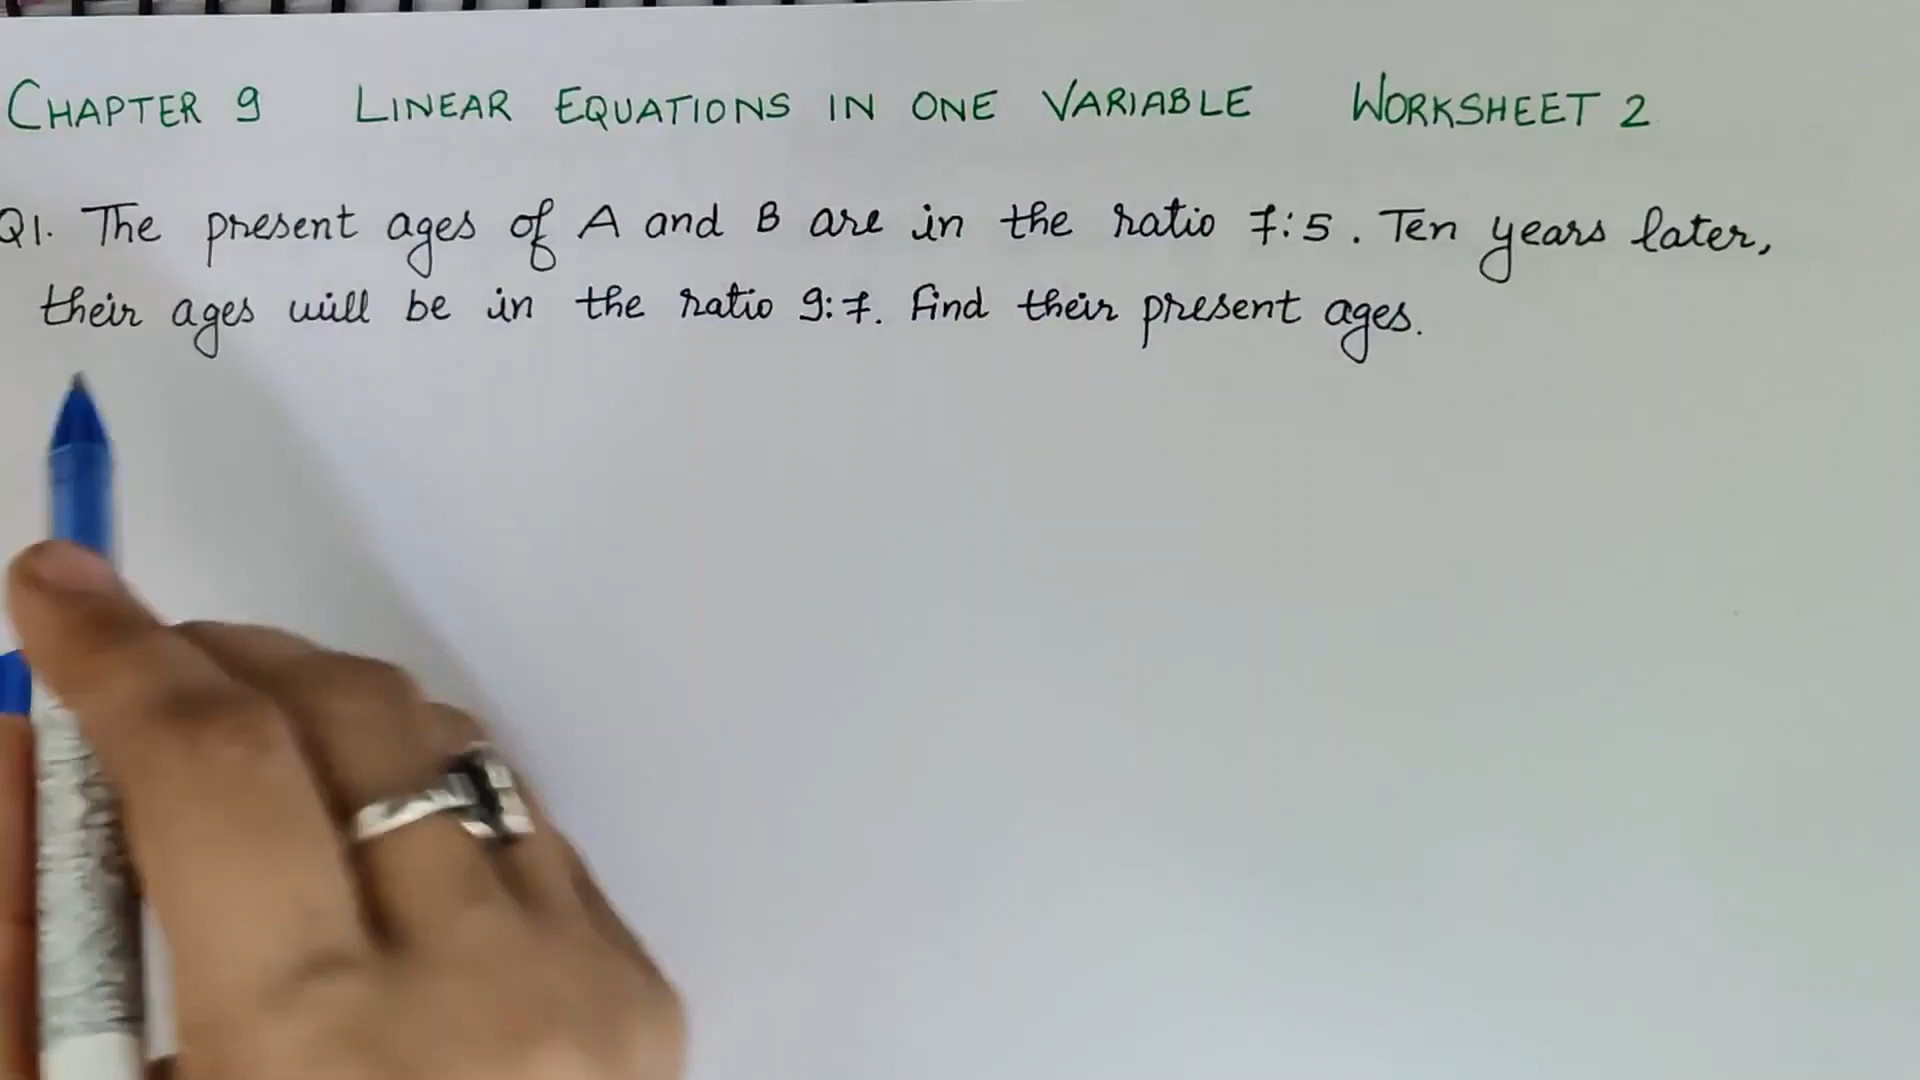 CHAPTER 9 LINEAR EQUATIONS IN ONE VARIABLE WORKSHEET 2
Q1. The present ages of A and B are in the ratio 7:5. Ten years later,
their ages will be in the ratio 9:7. Find their present ages.